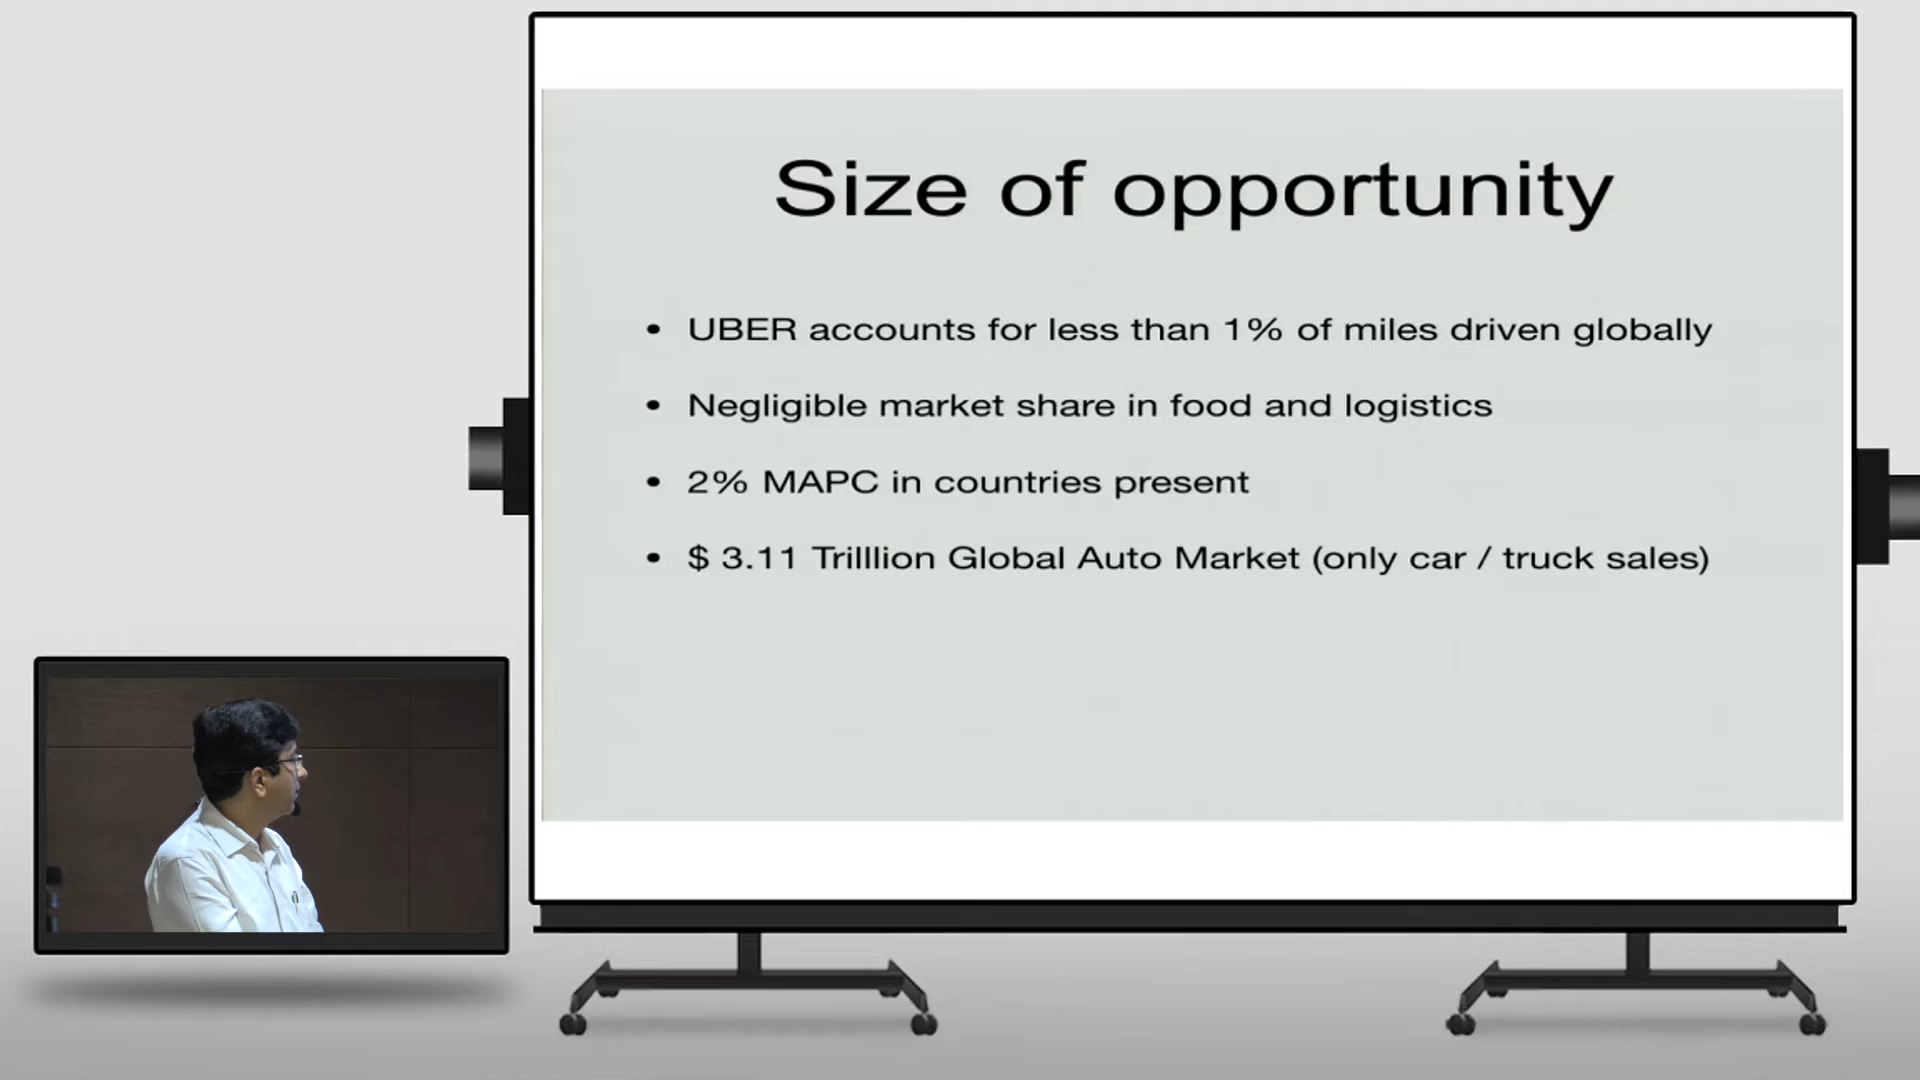 Size of opportunity
• UBER accounts for less than 1% of miles driven globally
• Negligible market share in food and logistics
• 2% MAPC in countries present
• $ 3.11 Trilllion Global Auto Market (only car / truck sales)